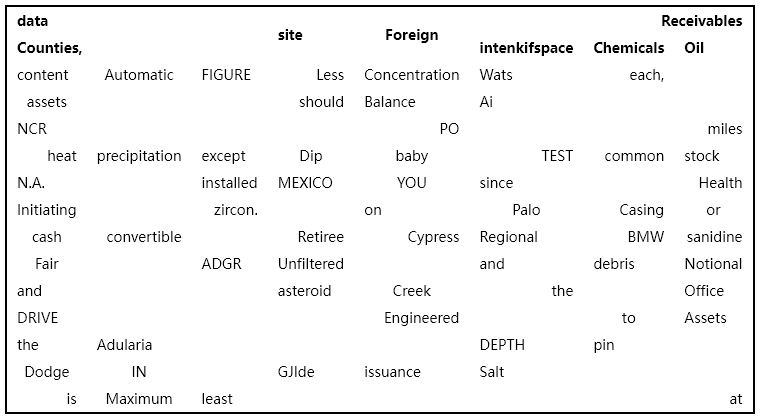 data Receivables
site Foreign
Counties, intenkifspace Chemicals Oil
content Automatic FIGURE Less Concentration Wats each,
assets should Balance Ai
NCR PO miles
heat precipitation except Dip baby TEST common stock
N.A. installed MEXICO YOU since Health
Initiating zircon. on Palo Casing or
cash convertible Retiree Cypress Regional BMW sanidine
Fair ADGR Unfiltered and debris Notional
and asteroid Creek the Office
DRIVE Engineered to Assets
the Adularia DEPTH pin
Dodge IN GJIde issuance Salt
is Maximum least at